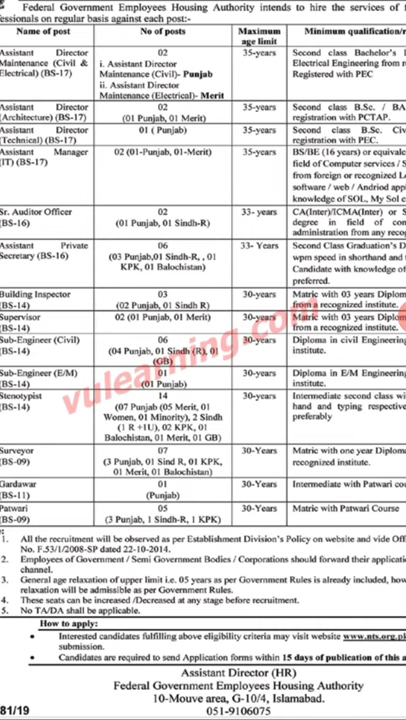 Federal Government Employees Housing Authority intends to hire the services of
essionals on regular basis against each post:-
Name of post No of posts Maximum age limit Minimum qualification/
Assistant Director Maintenance (Civil & Electrical) (BS-17) 02 35-years Second class Bachelor's
i. Assistant Director Maintenance (Civil)- Punjab Electrical Engineering from
ii. Assistant Director Maintenance (Electrical)- Merit Registered with PEC
Assistant Director (Architecture) (BS-17) 02 (01 Punjab, 01 Merit) 35-years Second class B.Sc. / BA registration with PCTAP.
Assistant Director (Technical) (BS-17) 01 ( Punjab) 35-years Second class B.Sc. registration with PEC.
Assistant Manager (IT) (BS-17) 02 (01-Punjab, 01-Merit) 35-years BS/BE (16 years) or
field of Computer services /
from foreign or recognized
software / web / Andriod
knowledge of SOL, My Sol
Sr. Auditor Officer (BS-16) 02 (01 Punjab, 01 Sindh-R) 33- years CA(Inter)/ICMA(Inter) or
degree in field of
administration from any
Assistant Private Secretary (BS-16) 06 (03 Punjab,01 Sindh-R, , 01 KPK, 01 Balochistan) 33- Years Second Class Graduation's
wpm speed in shorthand and
Candidate with knowledge of
preferred.
Building Inspector (BS-14) 03 (02 Punjab, 01 Sindh R) 30-years Matric with 03 years from a recognized institute.
Supervisor (BS-14) 02 (01 Punjab, 01 Merit) 30-years Matric with 03 years from a recognized institute.
Sub-Engineer (Civil) (BS-14) 06 (04 Punjab, 01 Sindh (R), 01 (GB) 30-years Diploma in civil Engineering institute.
Sub-Engineer (E/M) (BS-14) 01 (01 Punjab) 30-years Diploma in E/M Engineering institute.
Stenotypist (BS-14) 14 (07 Punjab (05 Merit, 01 Women, 01 Minority), 2 Sindh (1 R +1U), 02 KPK, 01 Balochistan, 01 Merit, 01 GB) 30-years Intermediate second class
hand and typing
preferably
Surveyor (BS-09) 07 (3 Punjab, 01 Sind R, 01 KPK, 01 Merit, 01 Balochistan) 30-Years Matric with one year recognized institute.
Gardawar (BS-11) 01 (Punjab) 30-Years Intermediate with Patwari
Patwari (BS-09) 05 (3 Punjab, 1 Sindh-R, 1 KPK) 30-Years Matric with Patwari Course
vulearning.com
1. All the recruitment will be observed as per Establishment Division's Policy on website and vide
No. F.53/1/2008-SP dated 22-10-2014.
2. Employees of Government / Semi Government Bodies / Corporations should forward their
channel.
3. General age relaxation of upper limit i.e. 05 years as per Government Rules is already included,
relaxation will be admissible as per Government Rules.
4. These seats can be increased /Decreased at any stage before recruitment.
5. No TA/DA shall be applicable.
How to apply:
• Interested candidates fulfilling above eligibility criteria may visit website www.nts.org.
submission.
• Candidates are required to send Application forms within 15 days of publication of this
Assistant Director (HR)
Federal Government Employees Housing Authority
10-Mouve area, G-10/4, Islamabad.
81/19 051-9106075